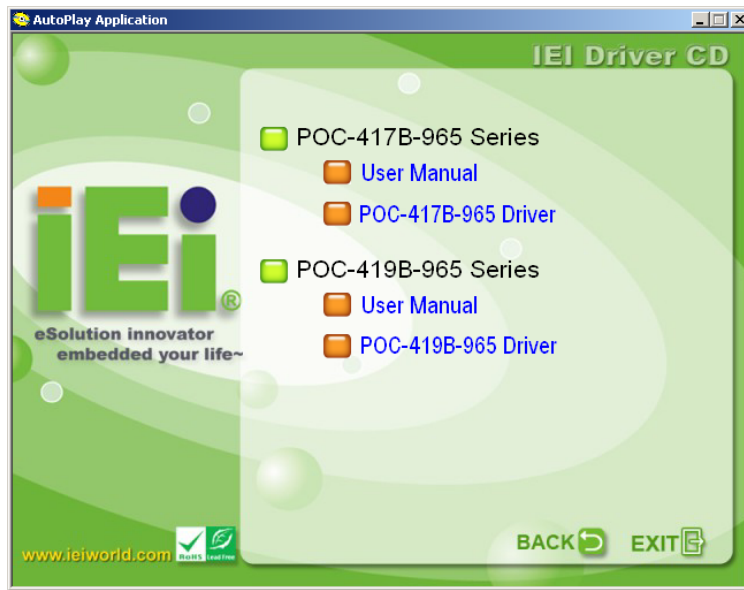 AutoPlay Application
IEI Driver CD
POC-417B-965 Series
User Manual
POC-417B-965 Driver
POC-419B-965 Series
User Manual
POC-419B-965 Driver
iEi®
eSolution innovator
embedded your life~
www.ieiworld.com
RoHS
Lead Free
BACK
EXIT